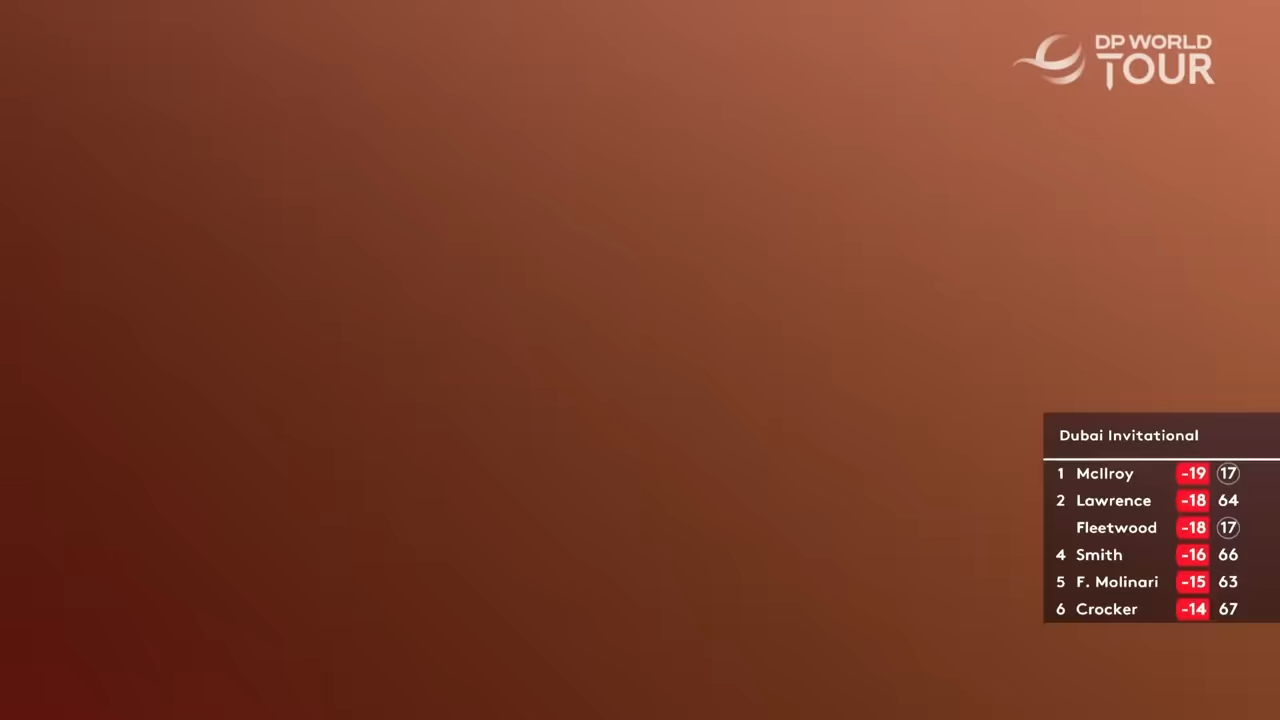 DP WORLD
TOUR
Dubai Invitational
1 McIlroy -19 17
2 Lawrence -18 64
Fleetwood -18 17
4 Smith -16 66
5 F. Molinari -15 63
6 Crocker -14 67